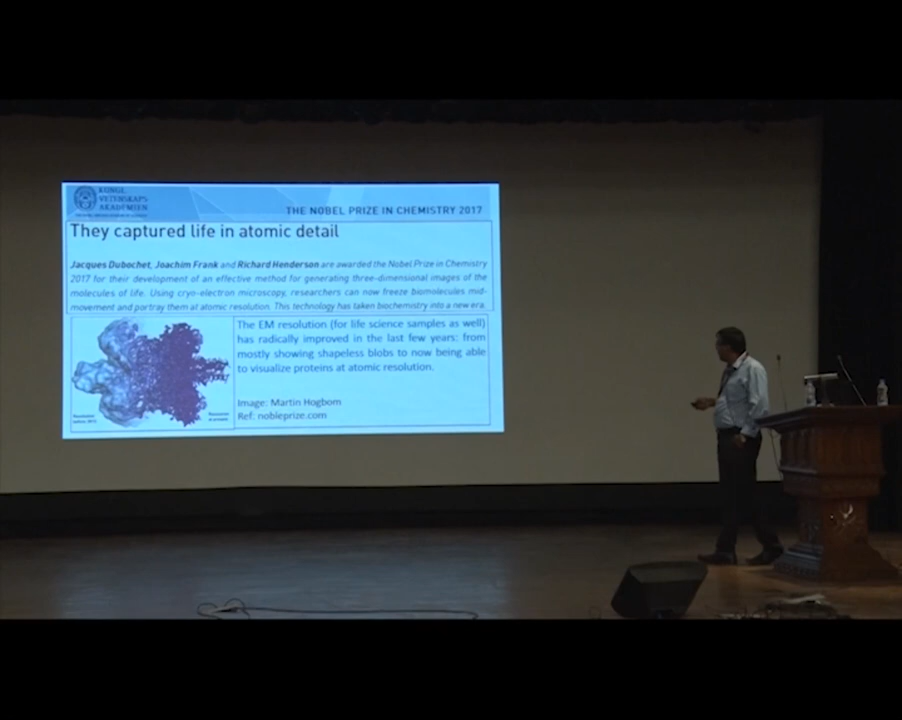 KUNGL.
VETENSKAPS-
AKADEMIEN
THE NOBEL PRIZE IN CHEMISTRY 2017
They captured life in atomic detail
Jacques Dubochet, Joachim Frank and Richard Henderson are awarded the Nobel Prize in Chemistry
2017 for their development of an effective method for generating three-dimensional images of the
molecules of life. Using cryo-electron microscopy, researchers can now freeze biomolecules mid-
movement and portray them at atomic resolution. This technology has taken biochemistry into a new era.
The EM resolution (for life science samples as well)
has radically improved in the last few years: from
mostly showing shapeless blobs to now being able
to visualize proteins at atomic resolution.
Image: Martin Hogbom
Ref: nobleprize.com